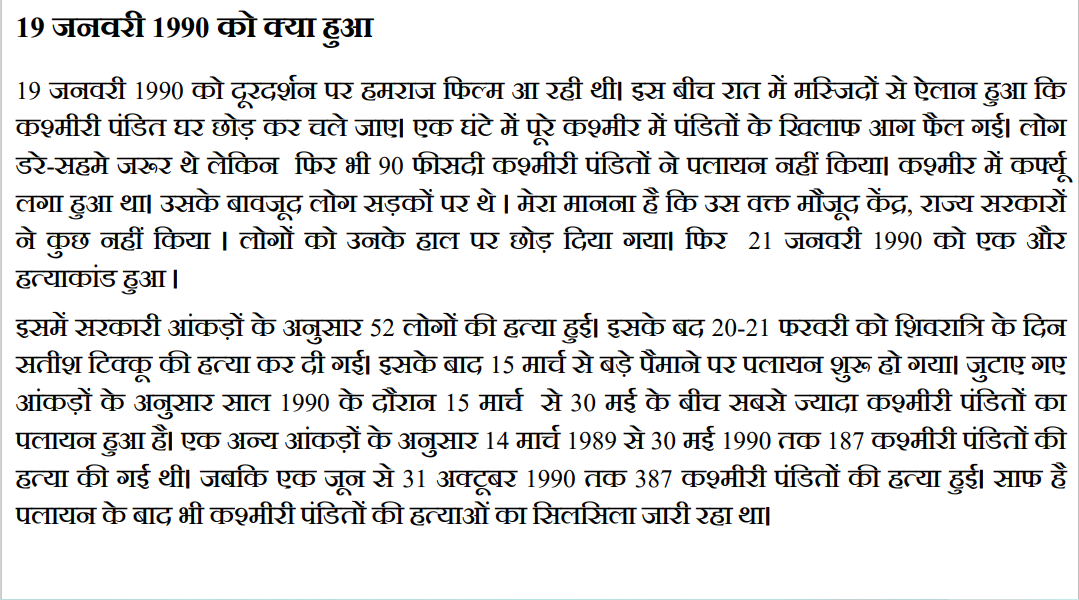 19 जनवरी 1990 को क्या हुआ
19 जनवरी 1990 को दूरदर्शन पर हमराज फिल्म आ रही थी। इस बीच रात में मस्जिदों से ऐलान हुआ कि
कश्मीरी पंडित घर छोड़ कर चले जाए। एक घंटे में पूरे कश्मीर में पंडितों के खिलाफ आग फैल गई। लोग
डरे-सहमे जरूर थे लेकिन फिर भी 90 फीसदी कश्मीरी पंडितों ने पलायन नहीं किया। कश्मीर में कर्फ्यू
लगा हुआ था। उसके बावजूद लोग सड़कों पर थे । मेरा मानना है कि उस वक्त मौजूद केंद्र, राज्य सरकारों
ने कुछ नहीं किया । लोगों को उनके हाल पर छोड़ दिया गया। फिर 21 जनवरी 1990 को एक और
हत्याकांड हुआ ।
इसमें सरकारी आंकड़ों के अनुसार 52 लोगों की हत्या हुई। इसके बद 20-21 फरवरी को शिवरात्रि के दिन
सतीश टिक्कू की हत्या कर दी गई। इसके बाद 15 मार्च से बड़े पैमाने पर पलायन शुरू हो गया। जुटाए गए
आंकड़ों के अनुसार साल 1990 के दौरान 15 मार्च से 30 मई के बीच सबसे ज्यादा कश्मीरी पंडितों का
पलायन हुआ है। एक अन्य आंकड़ों के अनुसार 14 मार्च 1989 से 30 मई 1990 तक 187 कश्मीरी पंडितों की
हत्या की गई थी। जबकि एक जून से 31 अक्टूबर 1990 तक 387 कश्मीरी पंडितों की हत्या हुई। साफ है
पलायन के बाद भी कश्मीरी पंडितों की हत्याओं का सिलसिला जारी रहा था।